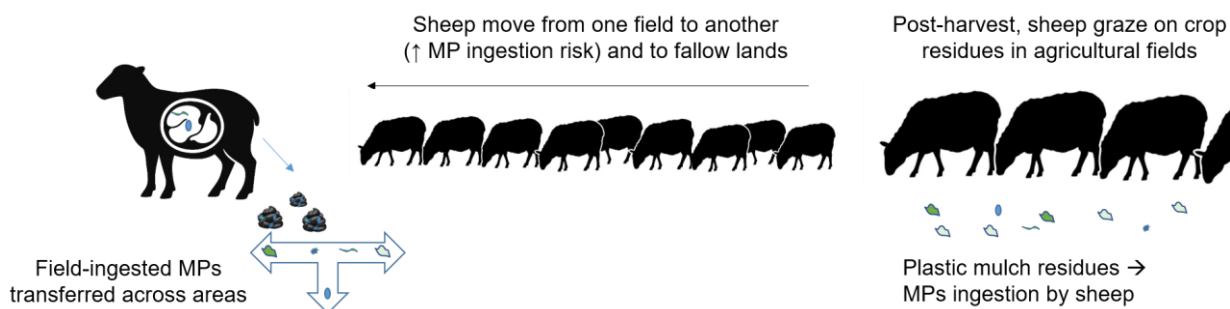 Sheep move from one field to another
(↑ MP ingestion risk) and to fallow lands
Post-harvest, sheep graze on crop
residues in agricultural fields
Field-ingested MPs
transferred across areas
Plastic mulch residues →
MPs ingestion by sheep